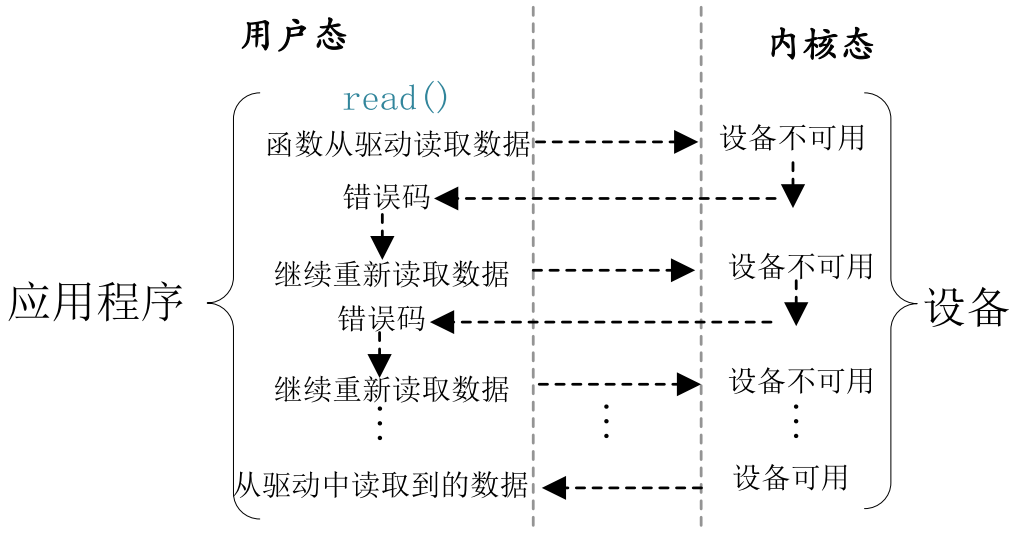 用户态
内核态
read()
函数从驱动读取数据
设备不可用
错误码
继续重新读取数据
设备不可用
应用程序
设备
错误码
继续重新读取数据
设备不可用
从驱动中读取到的数据
设备可用